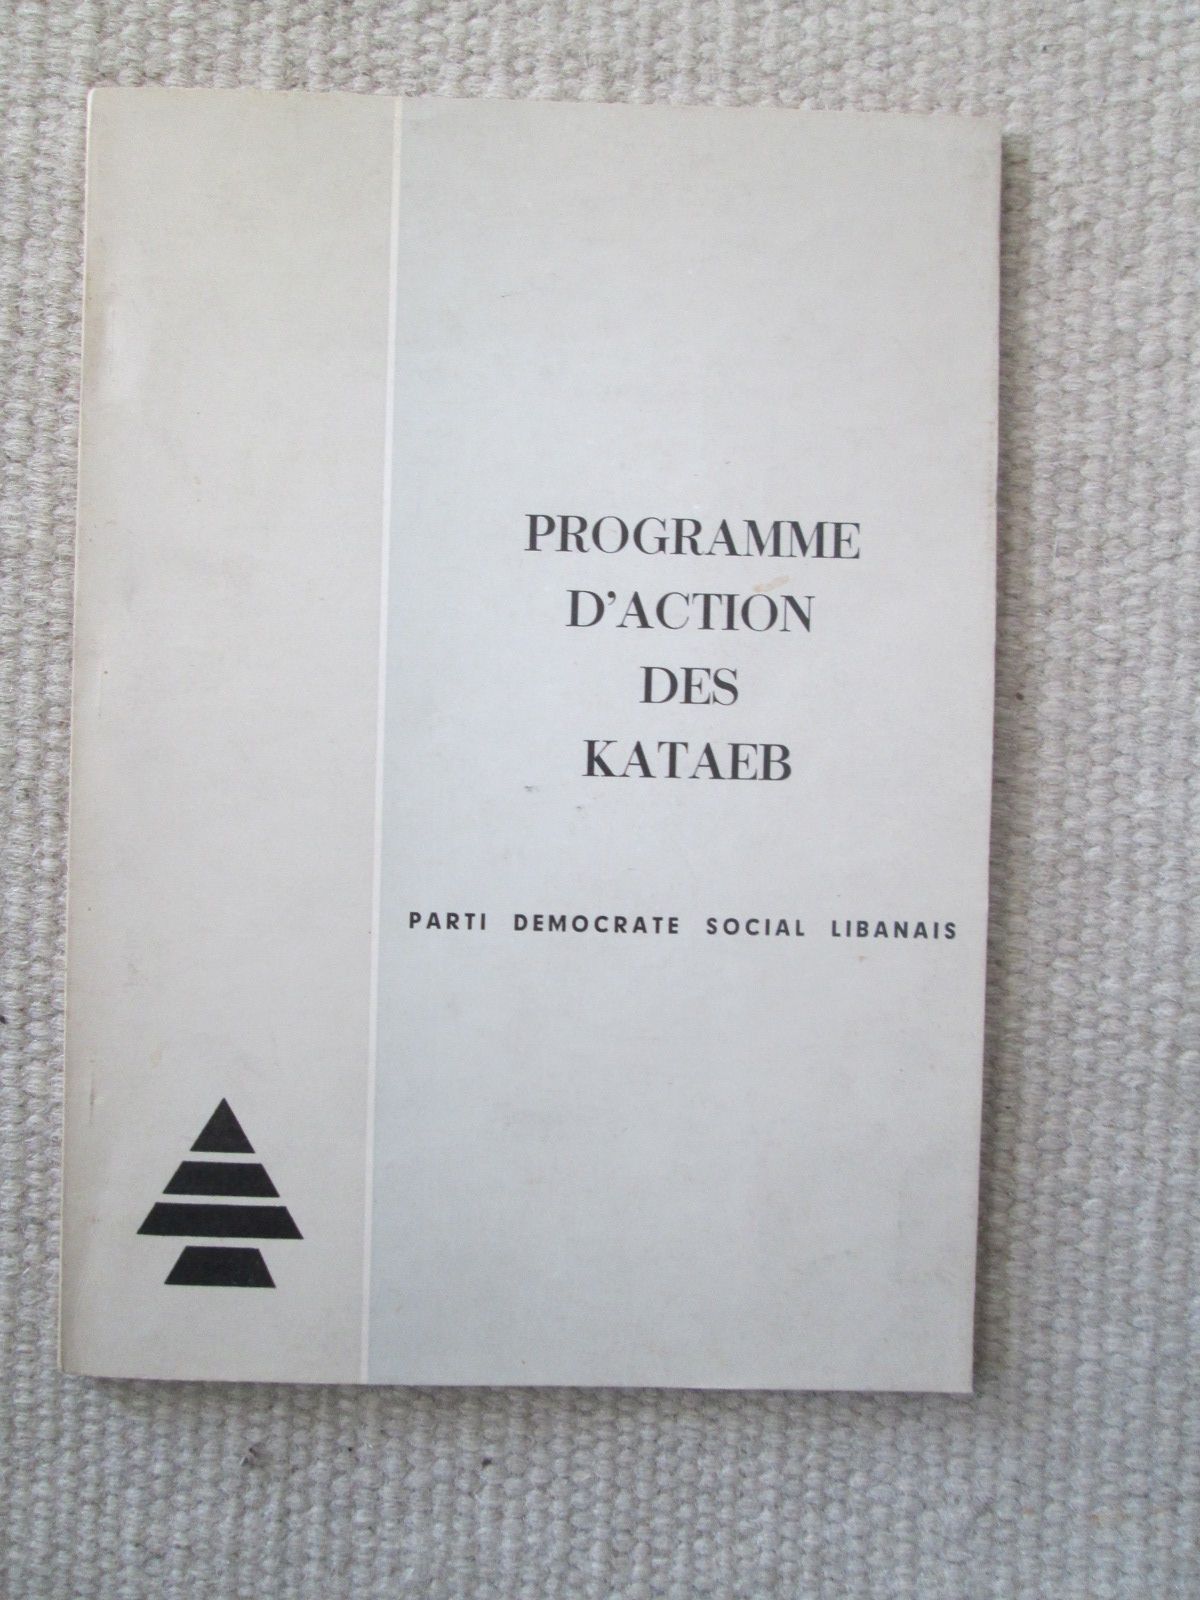 PROGRAMME
D'ACTION
DES
KATAEB
PARTI DEMOCRATE SOCIAL LIBANAIS